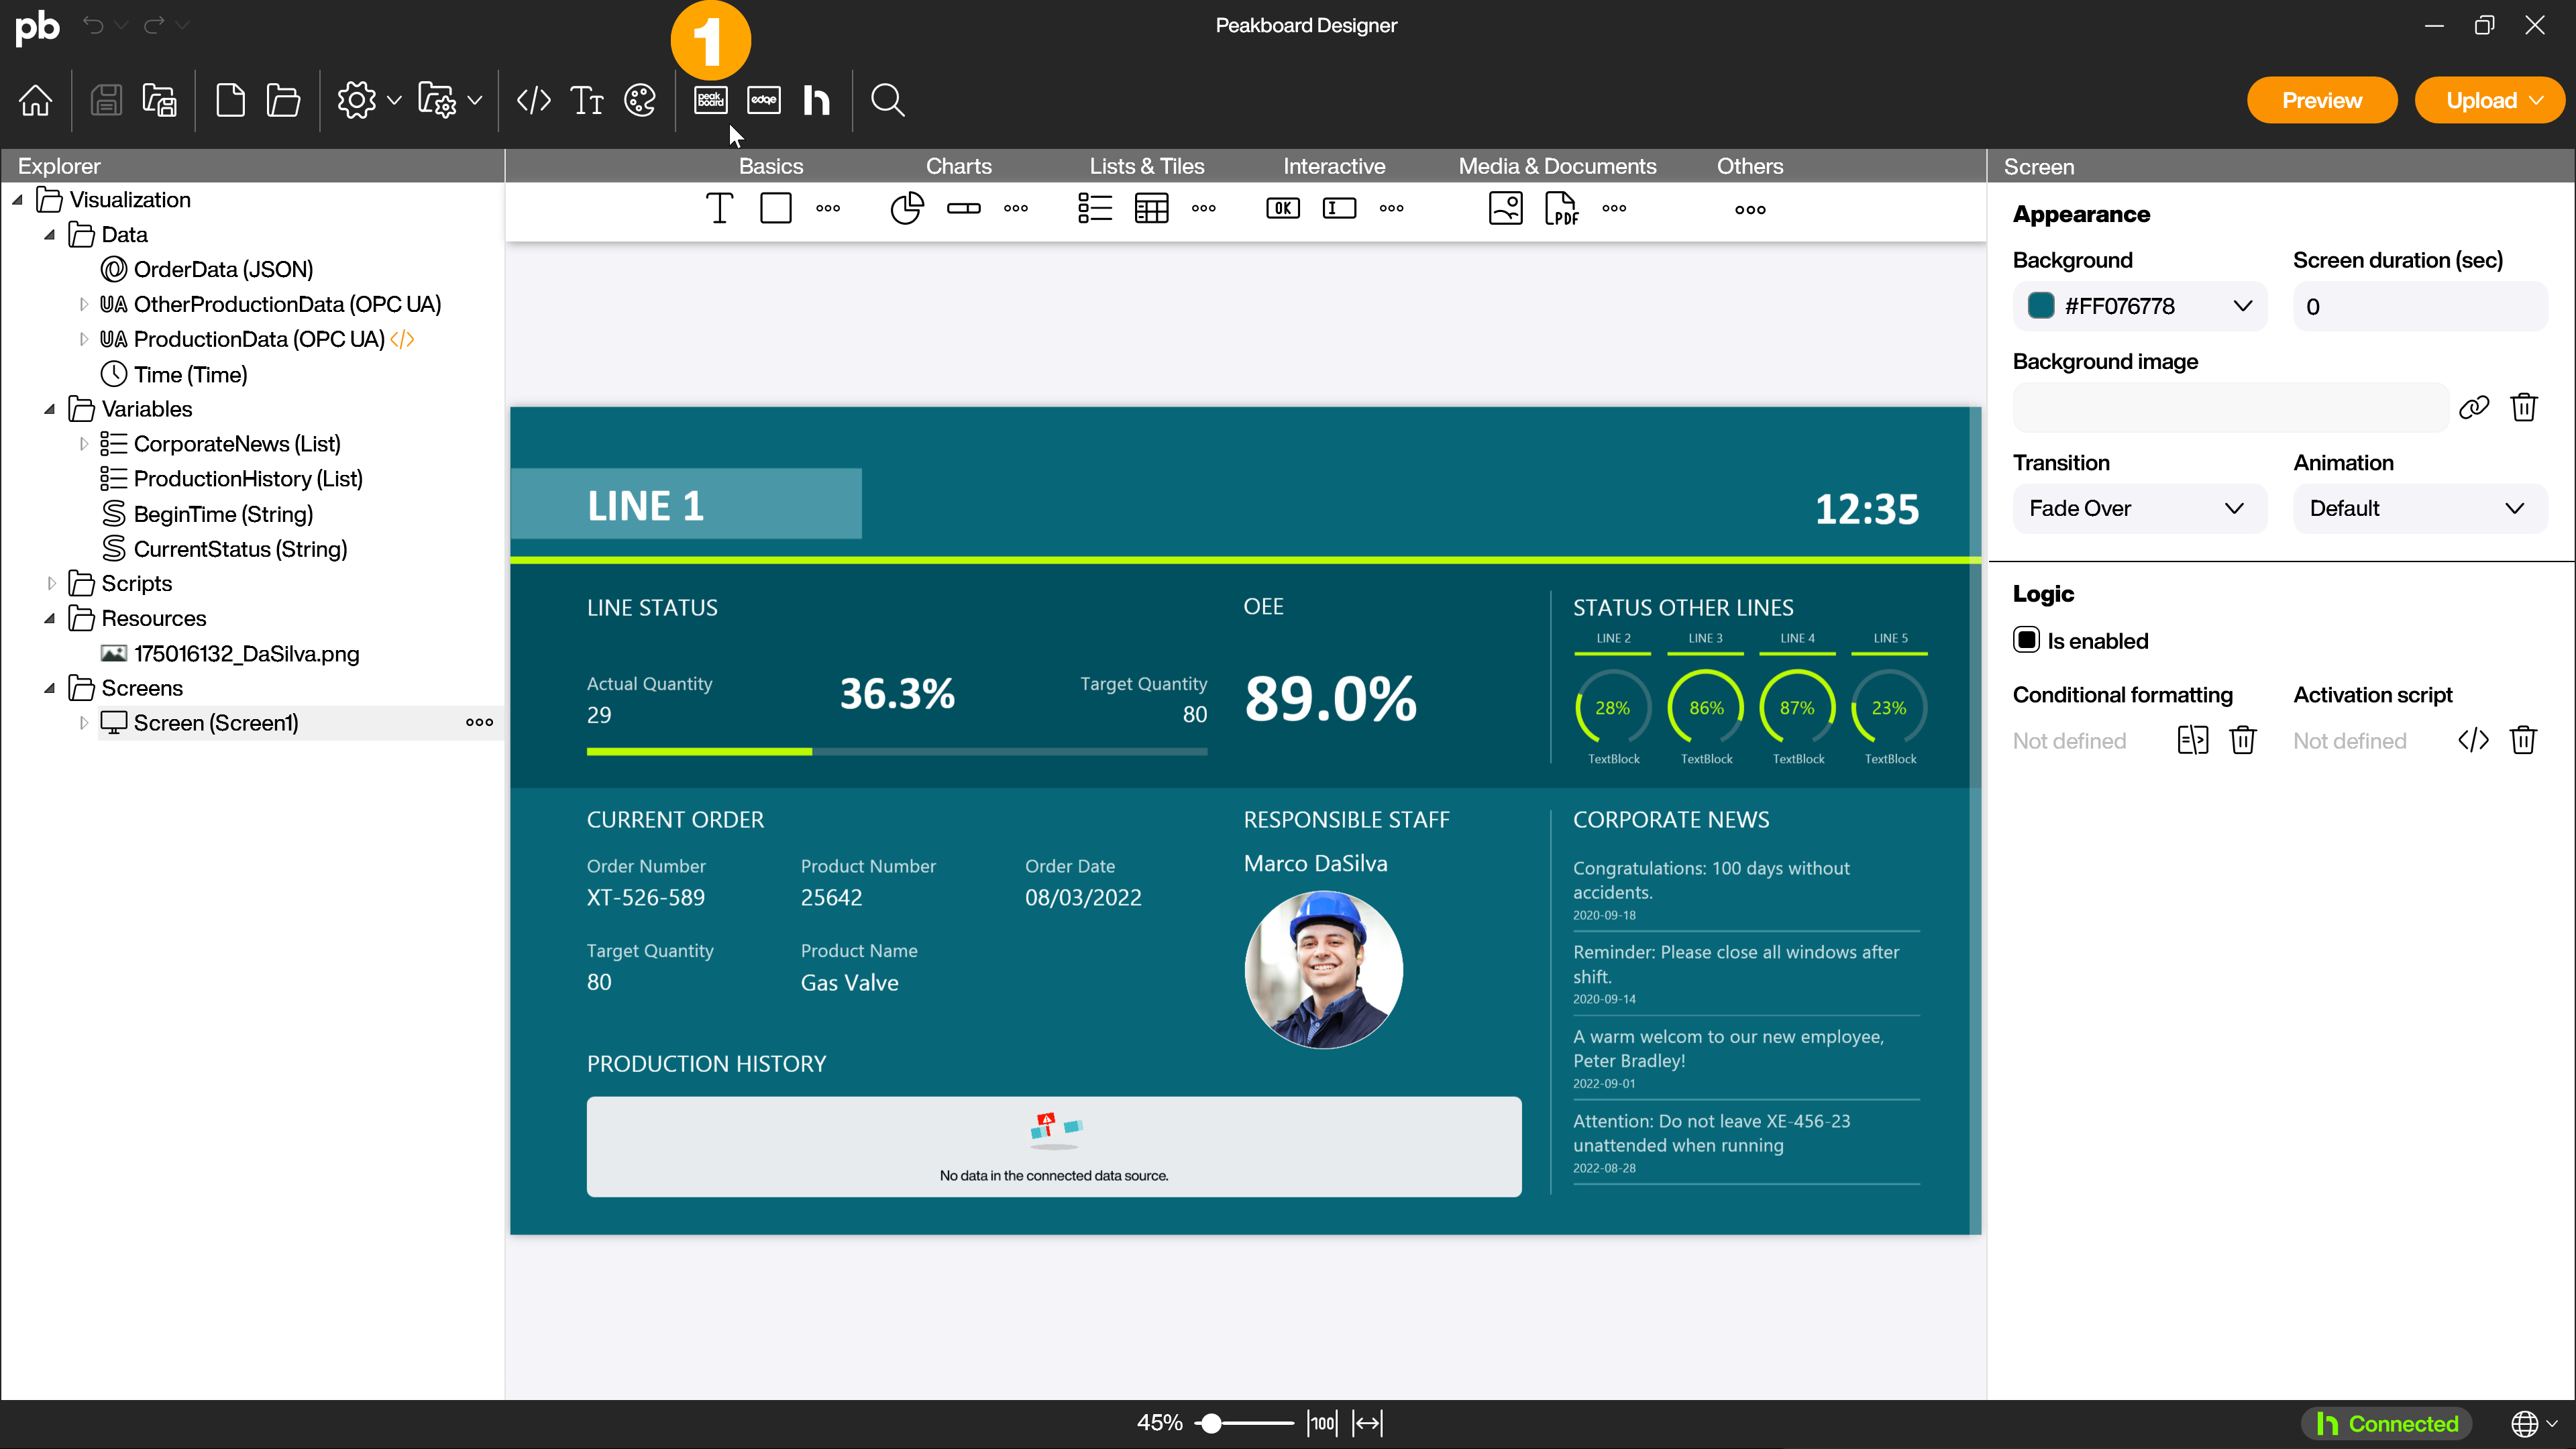 pb
1
Peakboard Designer
peak
board
edge
Preview
Upload
Explorer
Basics
Charts
Lists & Tiles
Interactive
Media & Documents
Others
Screen
Visualization
Data
OrderData (JSON)
UA OtherProductionData (OPC UA)
UA ProductionData (OPC UA) </>
Time (Time)
Variables
CorporateNews (List)
ProductionHistory (List)
BeginTime (String)
CurrentStatus (String)
Scripts
Resources
175016132_DaSilva.png
Screens
Screen (Screen1)
OK
PDF
LINE 1
12:35
LINE STATUS
Actual Quantity
29
36.3%
Target Quantity
80
OEE
89.0%
STATUS OTHER LINES
LINE 2
LINE 3
LINE 4
LINE 5
28%
86%
87%
23%
TextBlock
TextBlock
TextBlock
TextBlock
CURRENT ORDER
Order Number
XT-526-589
Product Number
25642
Order Date
08/03/2022
Target Quantity
80
Product Name
Gas Valve
RESPONSIBLE STAFF
Marco DaSilva
CORPORATE NEWS
Congratulations: 100 days without
accidents.
2020-09-18
Reminder: Please close all windows after
shift.
2020-09-14
A warm welcom to our new employee,
Peter Bradley!
2022-09-01
Attention: Do not leave XE-456-23
unattended when running
2022-08-28
PRODUCTION HISTORY
No data in the connected data source.
Appearance
Background
#FF076778
Screen duration (sec)
0
Background image
Transition
Fade Over
Animation
Default
Logic
Is enabled
Conditional formatting
Not defined
Activation script
Not defined
45%
100
Connected